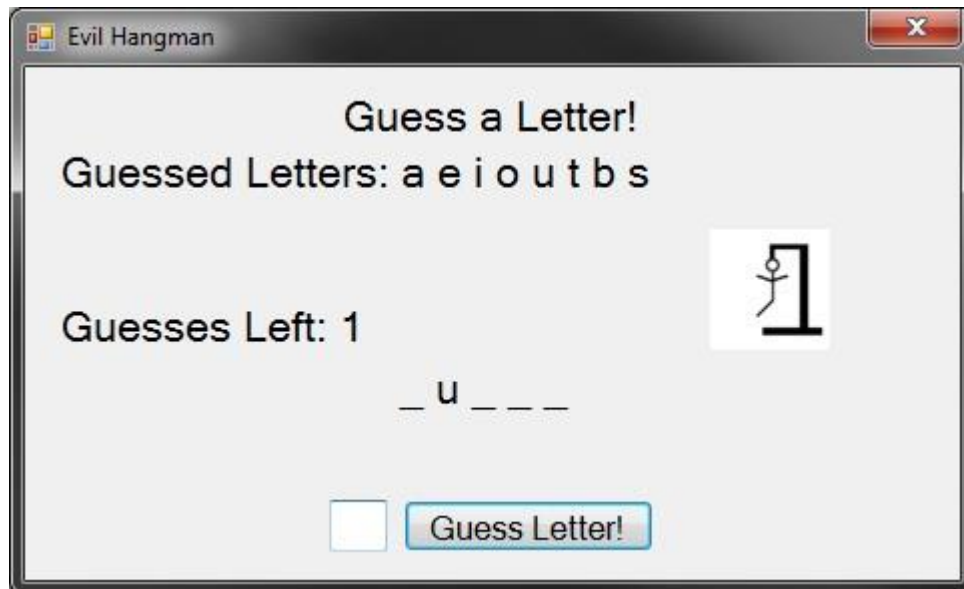 Evil Hangman
Guess a Letter!
Guessed Letters: a e i o u t b s
Guesses Left: 1
_ u _ _ _
Guess Letter!